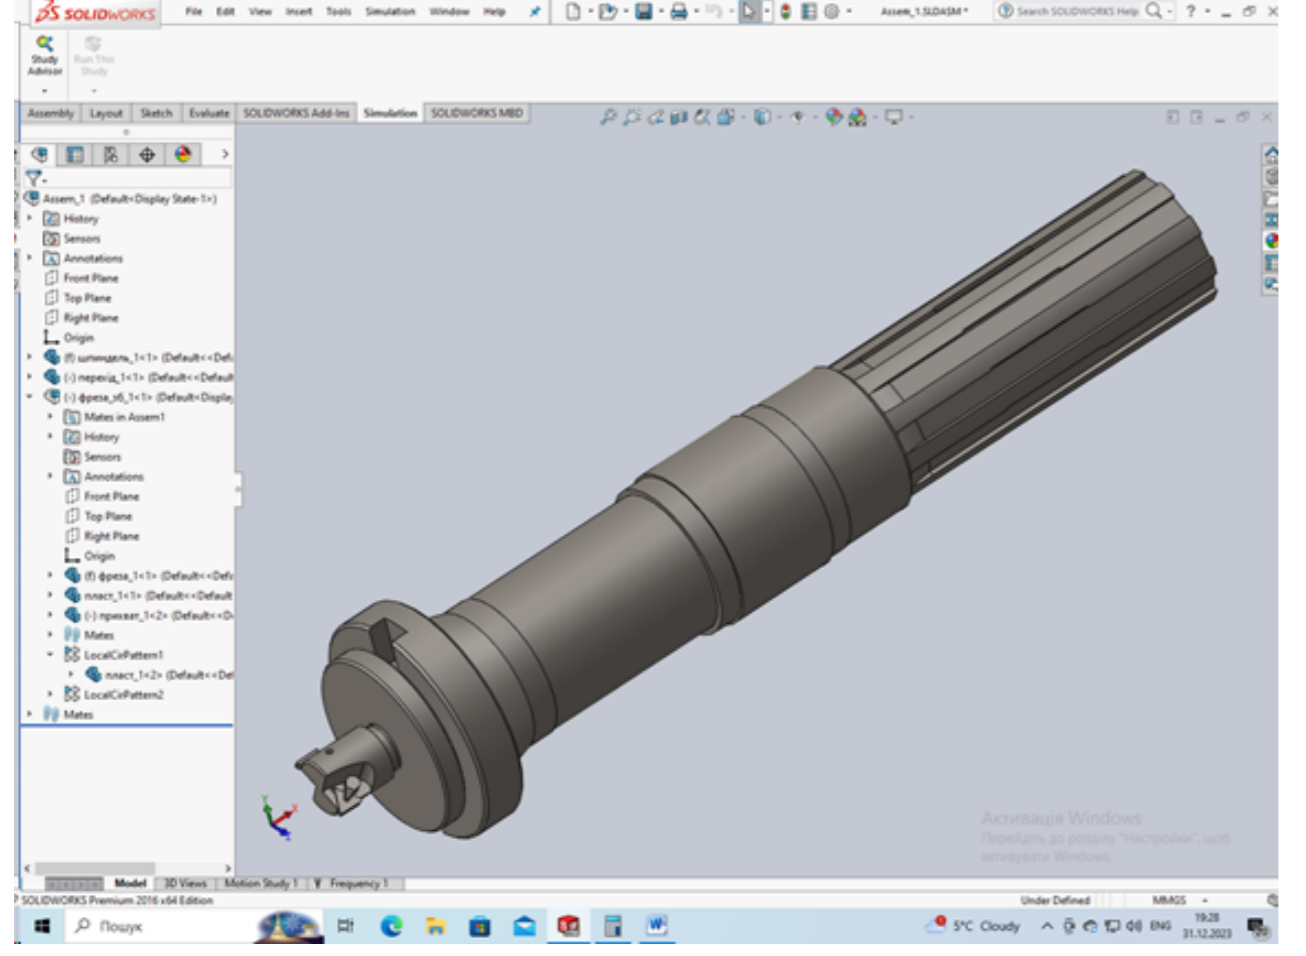 SOLIDWORKS File Edit View Insert Tools Simulation Window Help Assem_1.SLDASM * Search SOLIDWORKS Help ?
Study Advisor
Run This Study
Assembly Layout Sketch Evaluate SOLIDWORKS Add-Ins Simulation SOLIDWORKS MBD
Assem_1 (Default<Display State-1>)
History
Sensors
Annotations
Front Plane
Top Plane
Right Plane
Origin
(f) шпиндель_1<1> (Default<<Def
(-) перехід_1<1> (Default<<Default
(-) фреза_зб_1<1> (Default<Display
Mates in Assem1
History
Sensors
Annotations
Front Plane
Top Plane
Right Plane
Origin
(f) фреза_1<1> (Default<<Def
пласт_1<1> (Default<<Default
(-) прихват_1<2> (Default<<D
Mates
LocalCirPattern1
пласт_1<2> (Default<<Def
LocalCirPattern2
Mates
Y
X
Z
Активація Windows
Перейдіть до розділу "Настройки", щоб
активувати Windows.
Model 3D Views Motion Study 1 Frequency 1
SOLIDWORKS Premium 2016 x64 Edition Under Defined MMGS
Пошук 5°C Cloudy ENG 19:28
31.12.2023